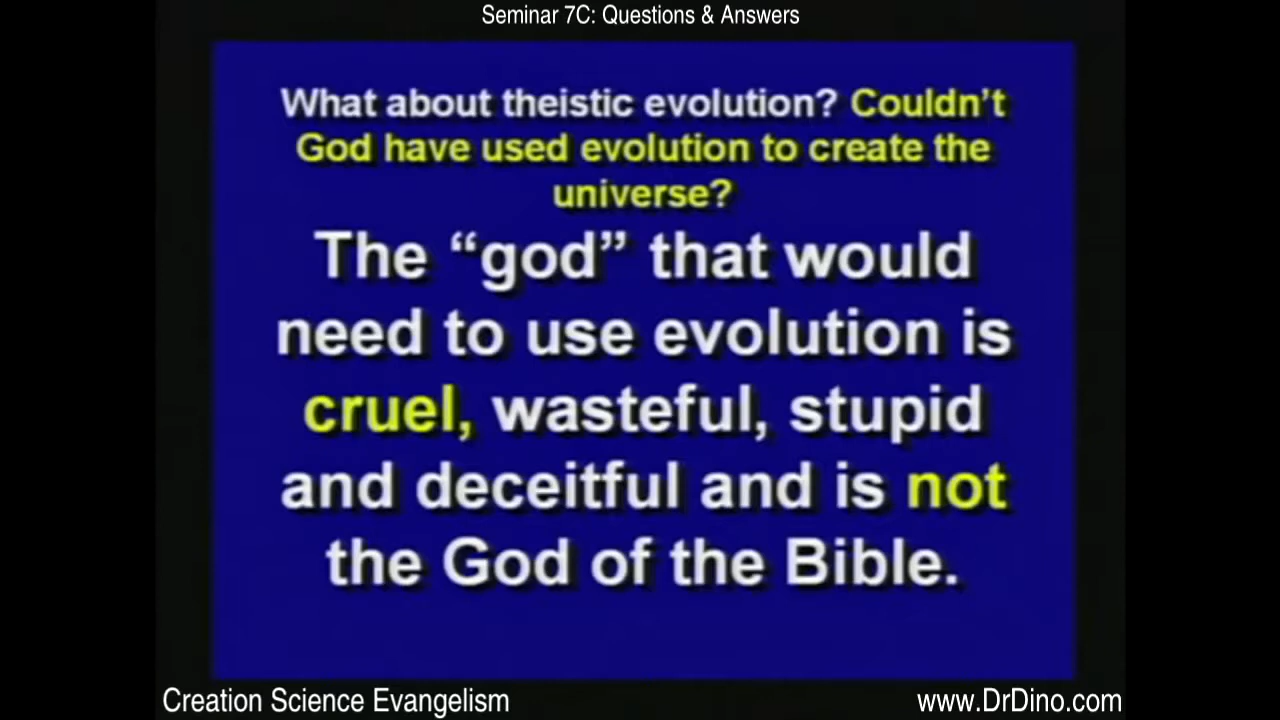 Seminar 7C: Questions & Answers
What about theistic evolution? Couldn't
God have used evolution to create the
universe?
The “god” that would
need to use evolution is
cruel, wasteful, stupid
and deceitful and is not
the God of the Bible.
Creation Science Evangelism
www.DrDino.com